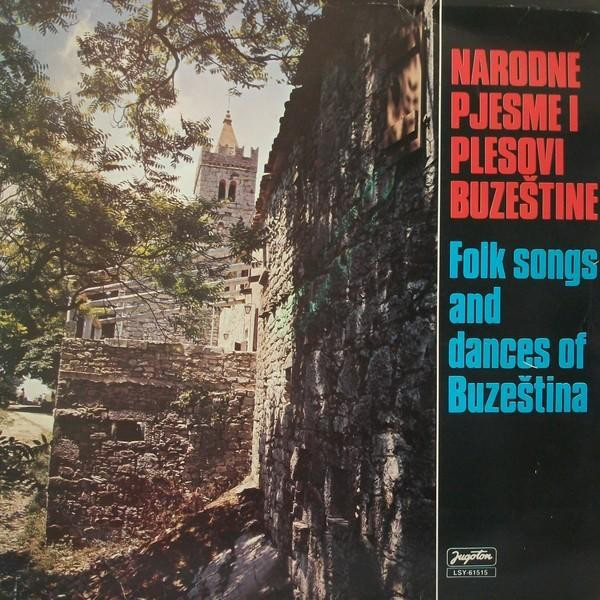 NARODNE
PJESME I
PLESOVI
BUZEŠTINE
Folk songs
and
dances of
Buzeština
Jugoton
LSY-61515